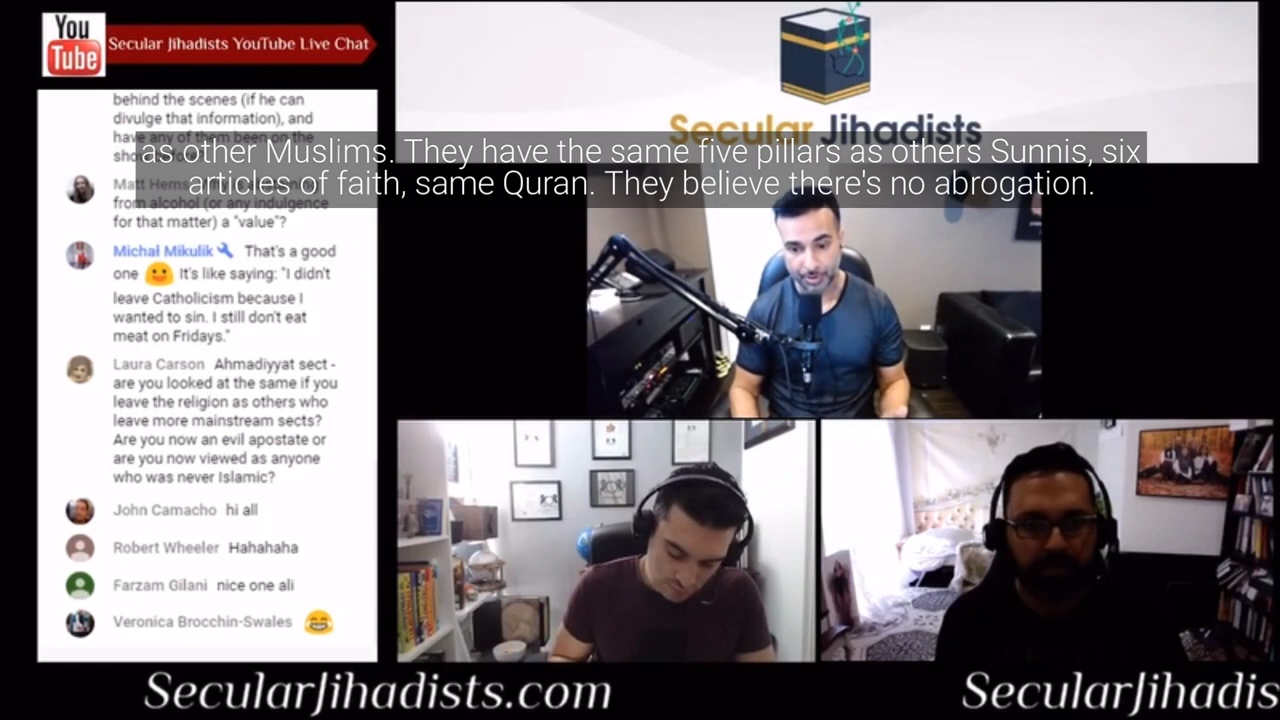 You
Tube
Secular Jihadists YouTube Live Chat
behind the scenes (if he can
divulge that information), and
have any of them been on the
Secular Jihadists
as other Muslims. They have the same five pillars as others Sunnis, six
articles of faith, same Quran. They believe there's no abrogation.
Matt
from alcohol (or any indulgence
for that matter) a "value"?
Michał Mikulik That's a good
one It's like saying: "I didn't
leave Catholicism because I
wanted to sin. I still don't eat
meat on Fridays."
Laura Carson Ahmadiyyat sect -
are you looked at the same if you
leave the religion as others who
leave more mainstream sects?
Are you now an evil apostate or
are you now viewed as anyone
who was never Islamic?
John Camacho hi all
Robert Wheeler Hahahaha
Farzam Gilani nice one ali
Veronica Brocchin-Swales
SecularJihadists.com
SecularJihadis